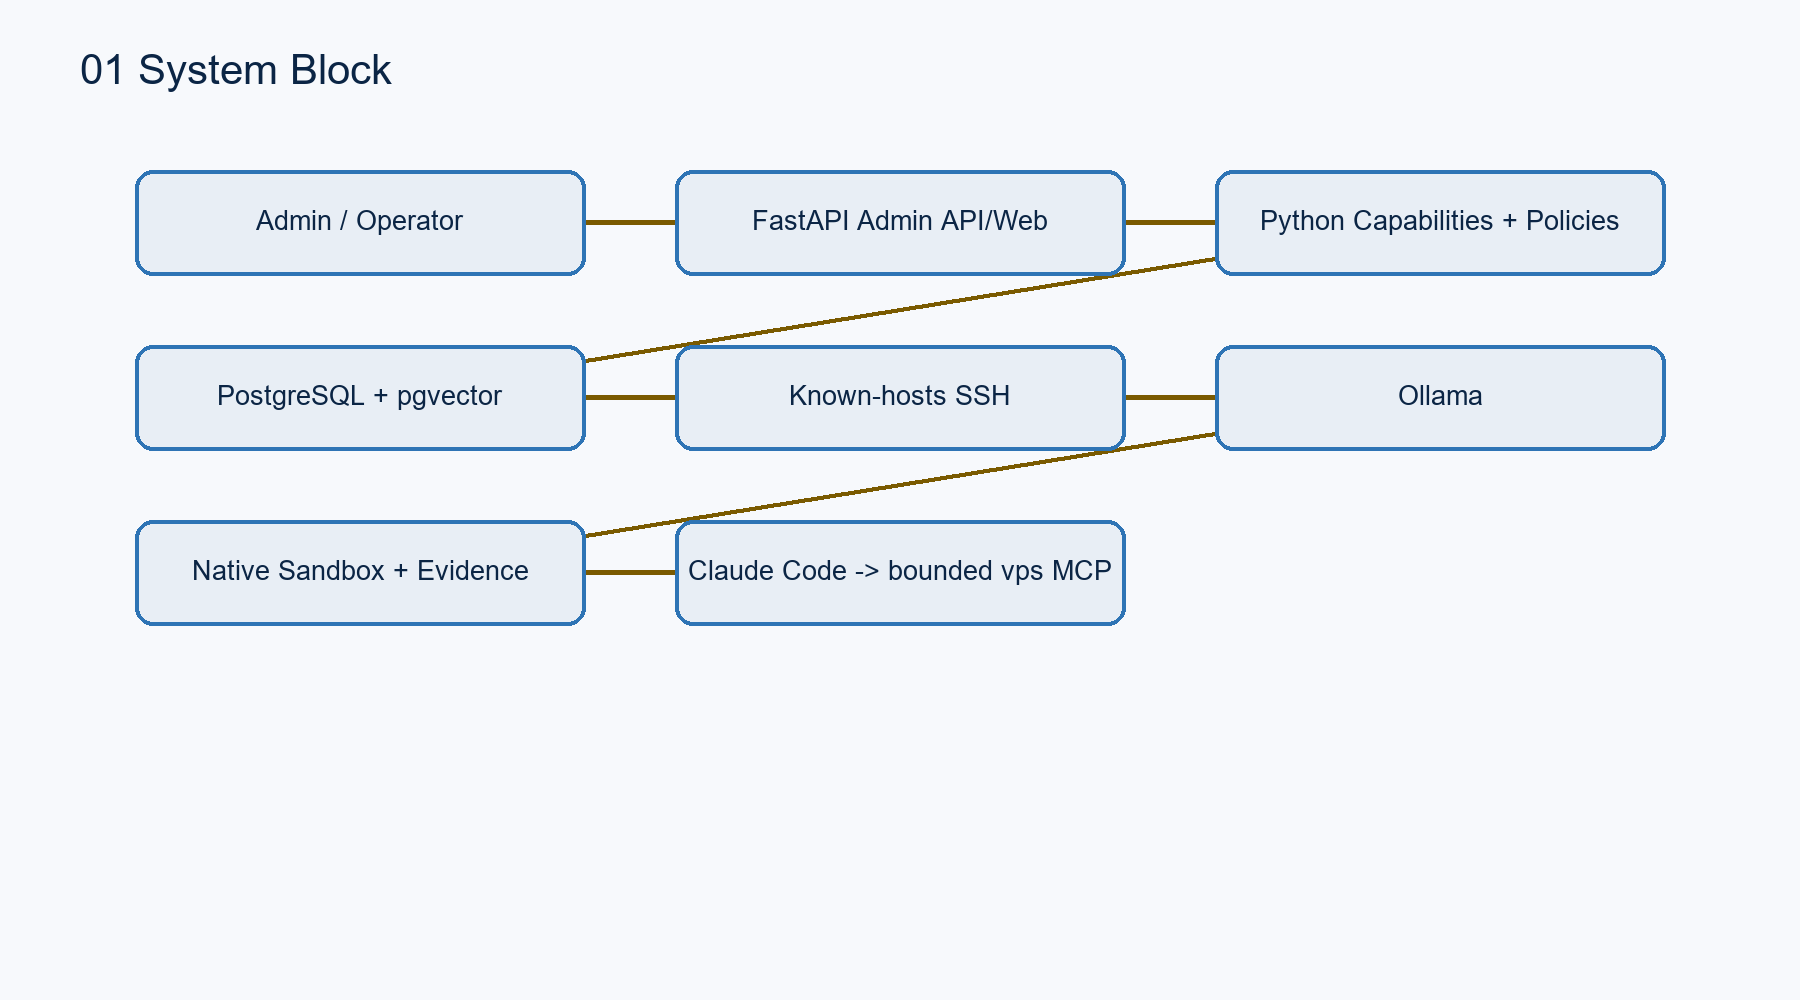 01 System Block
Admin / Operator
FastAPI Admin API/Web
Python Capabilities + Policies
PostgreSQL + pgvector
Known-hosts SSH
Ollama
Native Sandbox + Evidence
Claude Code -> bounded vps MCP